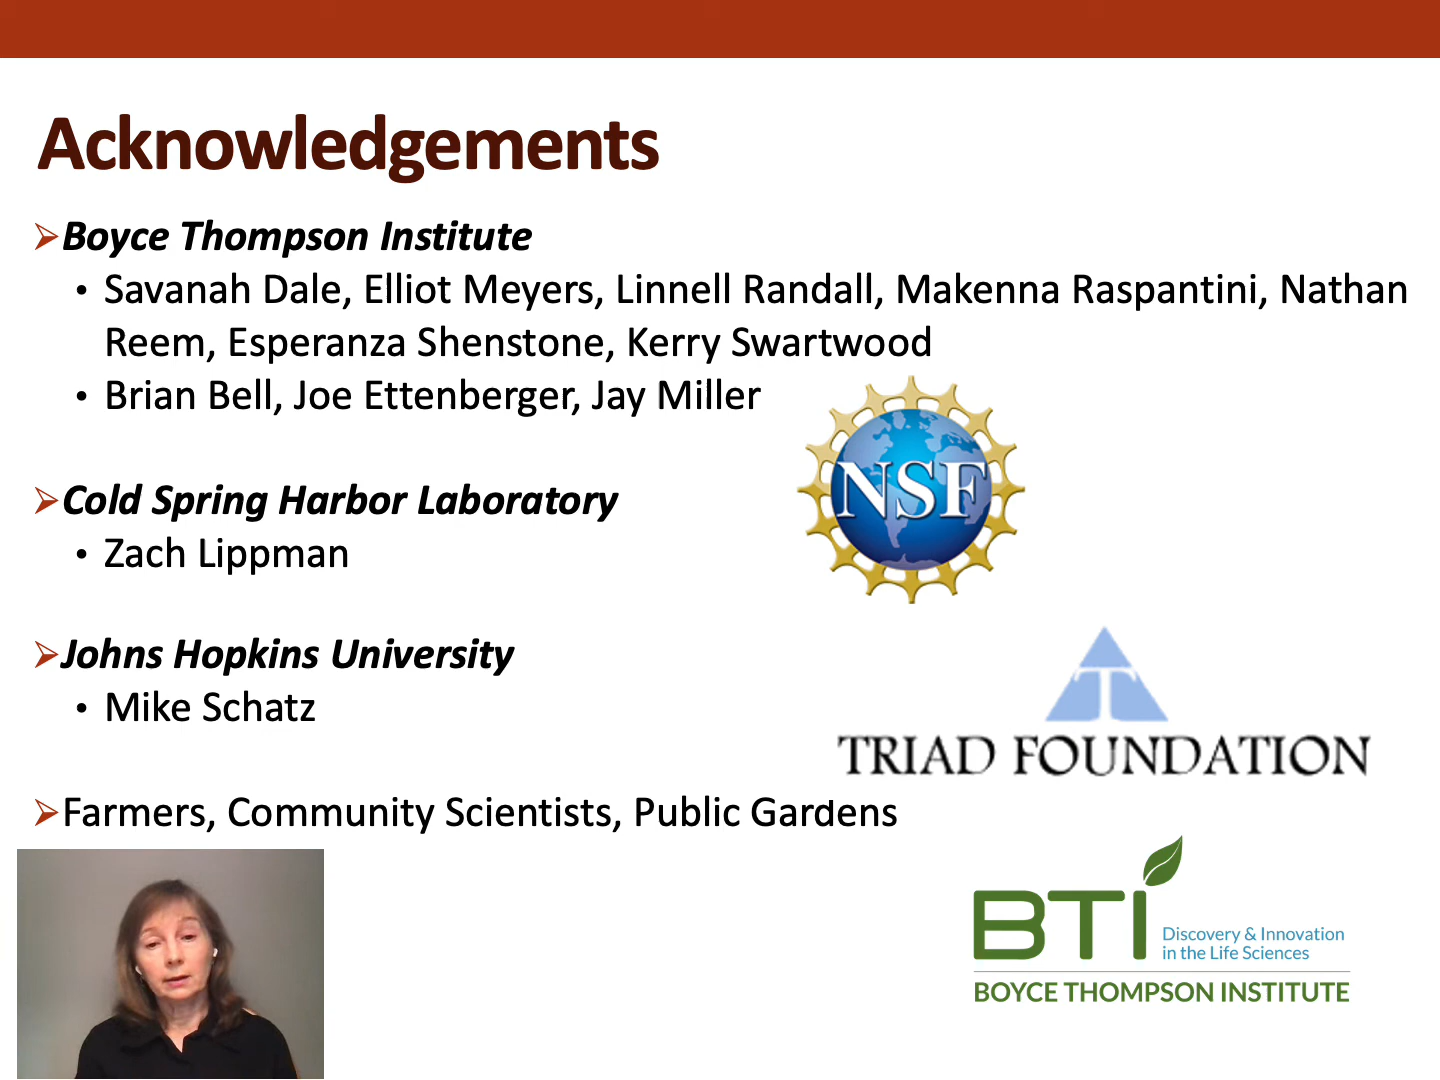 Acknowledgements
➢Boyce Thompson Institute
• Savanah Dale, Elliot Meyers, Linnell Randall, Makenna Raspantini, Nathan
Reem, Esperanza Shenstone, Kerry Swartwood
• Brian Bell, Joe Ettenberger, Jay Miller
NSF
➢Cold Spring Harbor Laboratory
• Zach Lippman
➢Johns Hopkins University
• Mike Schatz
T
TRIAD FOUNDATION
➢Farmers, Community Scientists, Public Gardens
BTI
Discovery & Innovation
in the Life Sciences
BOYCE THOMPSON INSTITUTE